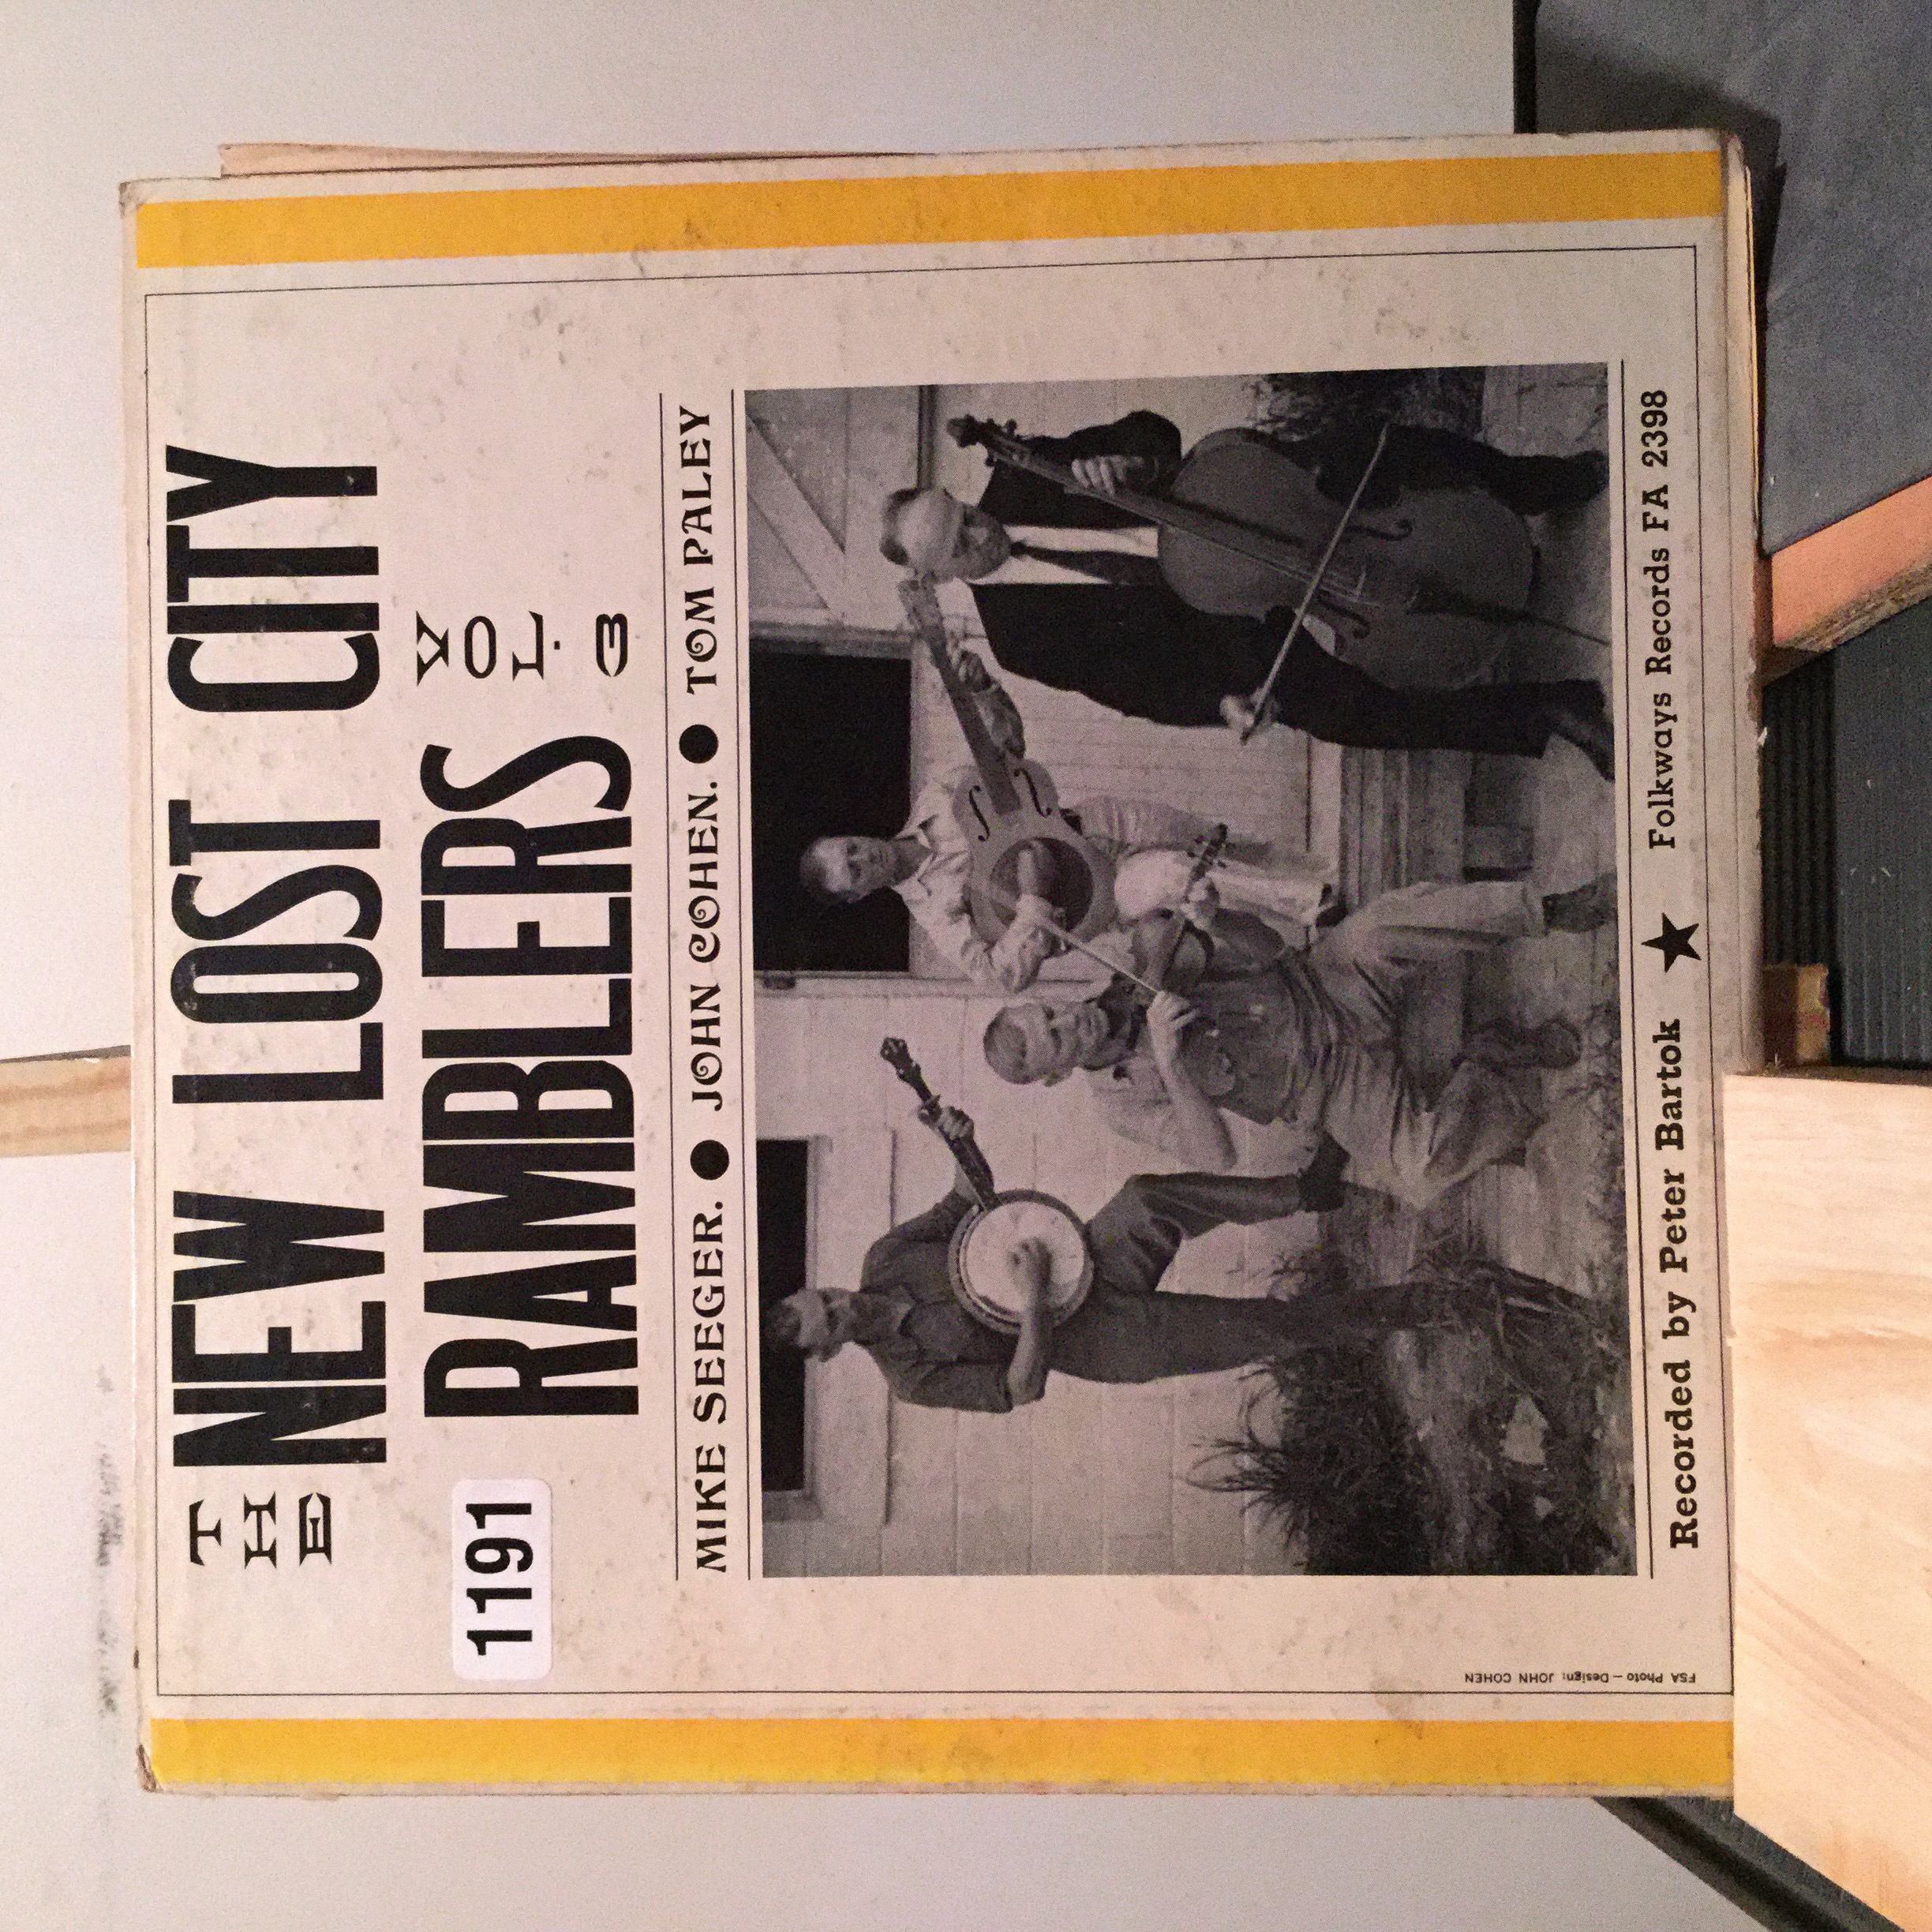 THE NEW LOST CITY
RAMBLERS VOL. 3
1191
MIKE SEEGER. ● JOHN COHEN. ● TOM PALEY
Recorded by Peter Bartok ★ Folkways Records FA 2398
FSA Photo – Design: JOHN COHEN